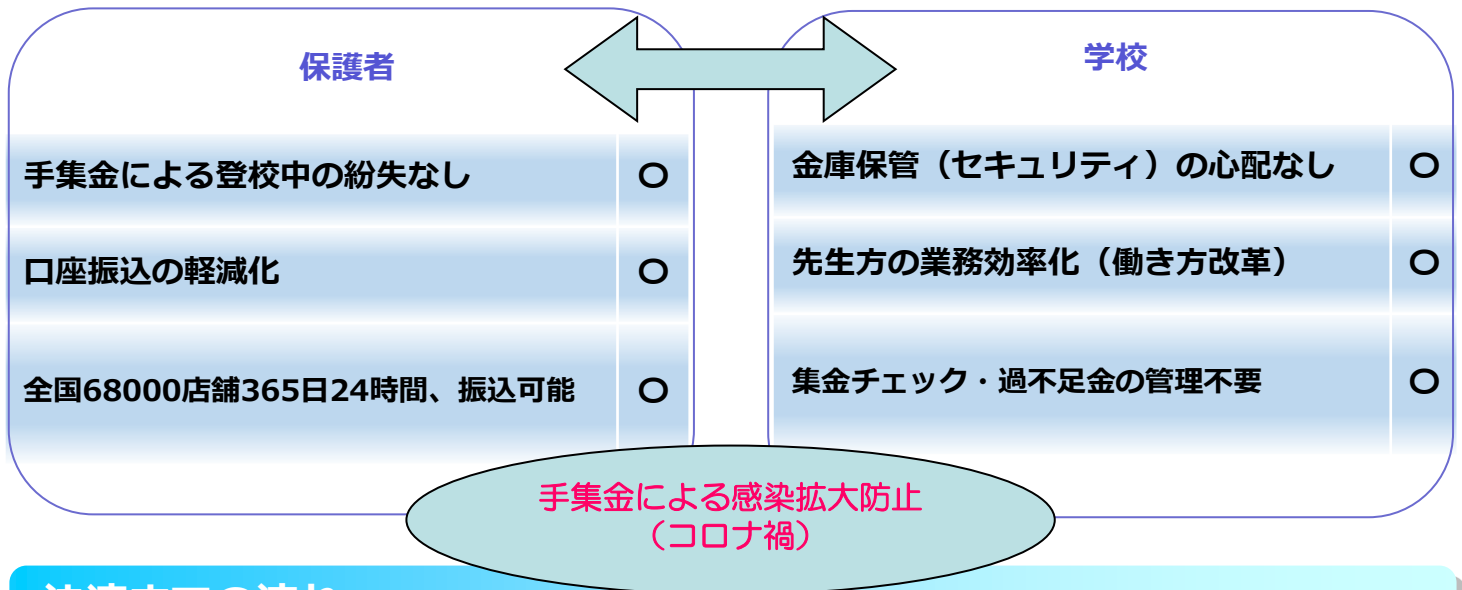 保護者
手集金による登校中の紛失なし 〇
口座振込の軽減化 〇
全国68000店舗365日24時間、振込可能 〇
学校
金庫保管（セキュリティ）の心配なし 〇
先生方の業務効率化（働き方改革） 〇
集金チェック・過不足金の管理不要 〇
手集金による感染拡大防止
（コロナ禍）